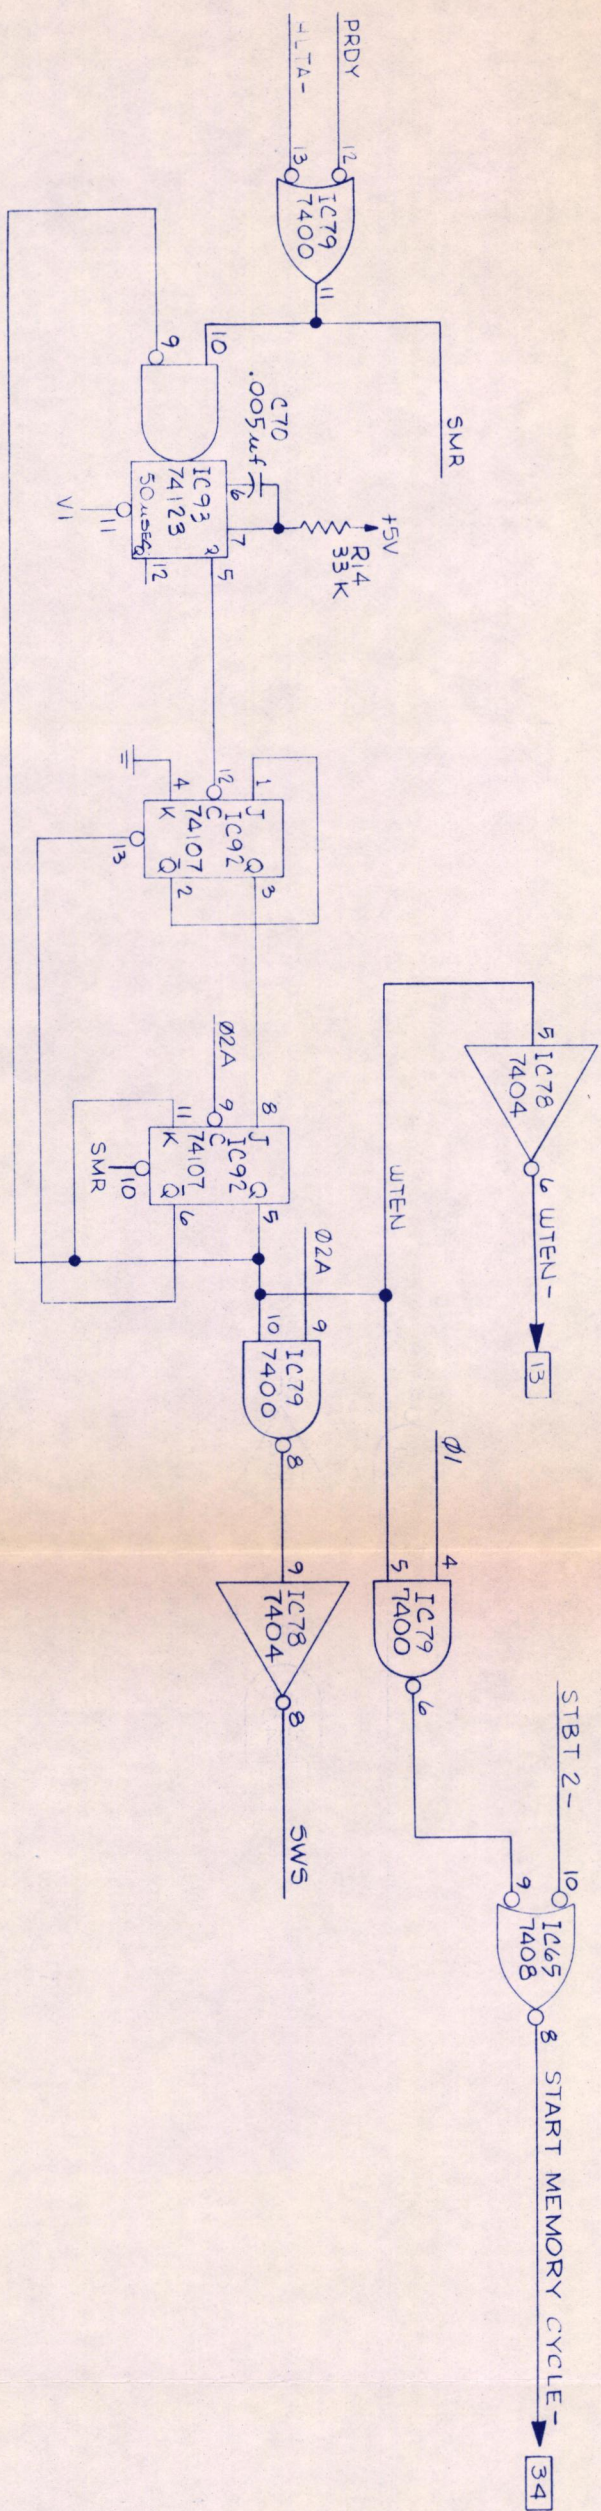 PRDY
LTA-
12
13
IC79
7400
11
SMR
10
9
C70
.005uf
+5V
R14
33K
6
7
IC93
74123
50µSEC
Q
5
Q̅
12
11
V1
1
12
4
J
IC92
C
74107
K
Q
Q̅
3
2
13
Ø2A
8
9
11
J
IC92
C
74107
K
Q
Q̅
5
6
10
SMR
5
IC78
7404
6
WTEN-
13
WTEN
Ø2A
9
10
IC79
7400
8
9
IC78
7404
8
SWS
Ø1
4
5
IC79
7400
6
STBT 2-
10
9
IC65
7408
8
START MEMORY CYCLE-
34